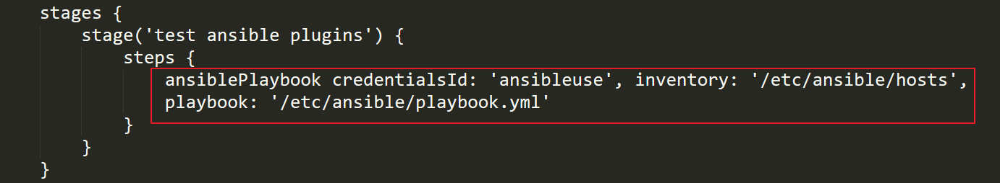 stages {
stage('test ansible plugins') {
steps {
ansiblePlaybook credentialsId: 'ansibleuse', inventory: '/etc/ansible/hosts',
playbook: '/etc/ansible/playbook.yml'
}
}
}